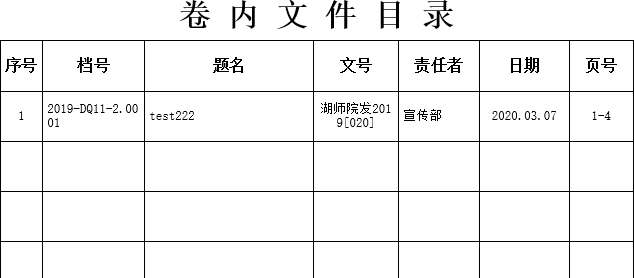 卷内文件目录
序号 档号 题名 文号 责任者 日期 页号
1 2019-DQ11-2.00 test222 湖师院发201 宣传部 2020.03.07 1-4
01 9[020]